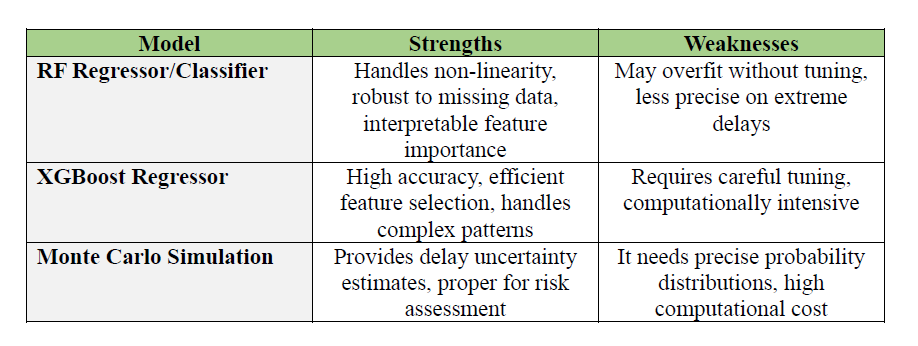 Model Strengths Weaknesses
RF Regressor/Classifier Handles non-linearity, May overfit without tuning,
robust to missing data, less precise on extreme
interpretable feature delays
importance
XGBoost Regressor High accuracy, efficient Requires careful tuning,
feature selection, handles computationally intensive
complex patterns
Monte Carlo Simulation Provides delay uncertainty It needs precise probability
estimates, proper for risk distributions, high
assessment computational cost